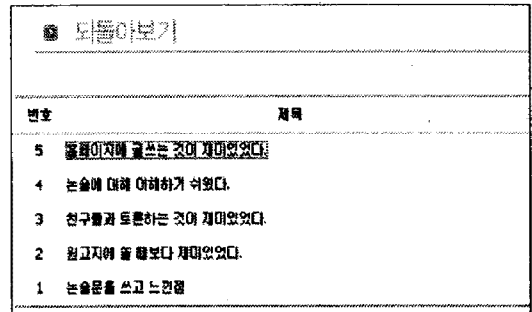 되돌아보기
번호 제목
5 홈페이지에 글쓰는 것이 재미있었다.
4 논술에 대해 이해하기 쉬웠다.
3 친구들과 토론하는 것이 재미있었다.
2 원고지에 쓸 때보다 재미있었다.
1 논술문을 쓰고 느낀점